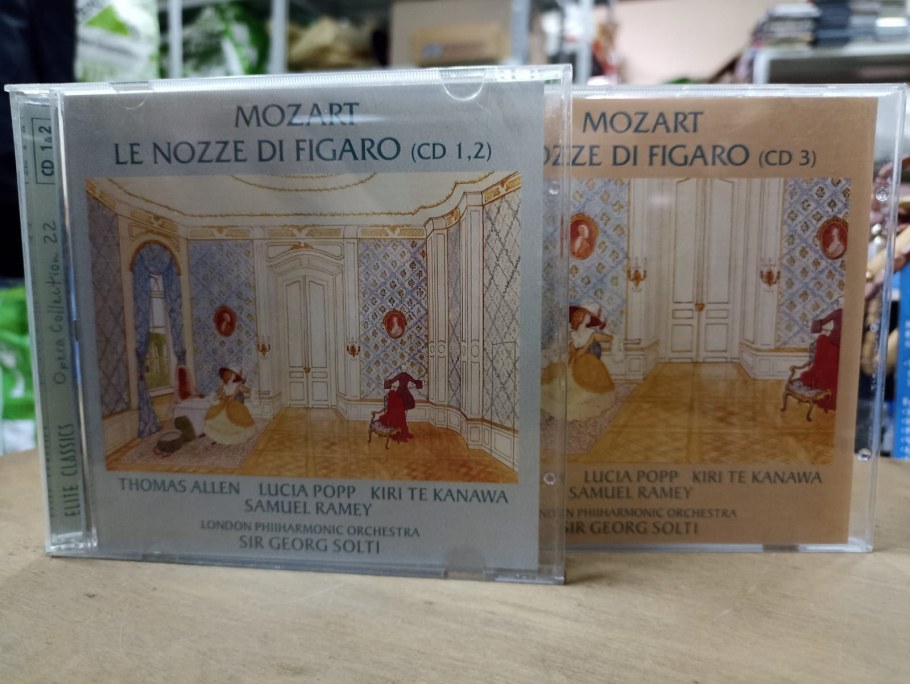 MOZART
LE NOZZE DI FIGARO (CD 1,2)
THOMAS ALLEN LUCIA POPP KIRI TE KANAWA
SAMUEL RAMEY
LONDON PHILHARMONIC ORCHESTRA
SIR GEORG SOLTI
CD 1&2
Opera Collection 22
ELITE CLASSICS
MOZART
DI FIGARO (CD 3)
LUCIA POPP KIRI TE KANAWA
SAMUEL RAMEY
PHILHARMONIC ORCHESTRA
SIR GEORG SOLTI